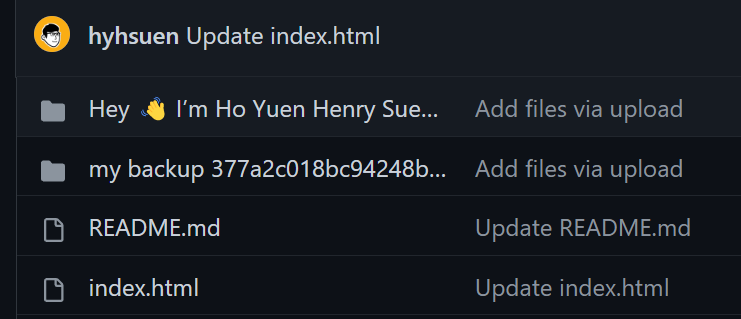 hyhsuen Update index.html
Hey 👋 I’m Ho Yuen Henry Sue... Add files via upload
my backup 377a2c018bc94248b... Add files via upload
README.md Update README.md
index.html Update index.html